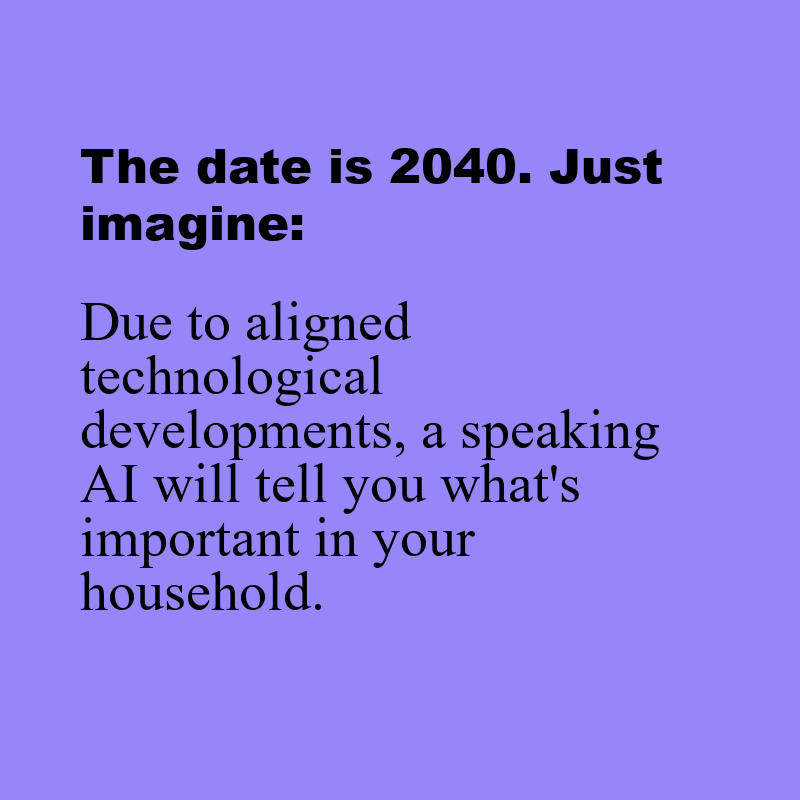 The date is 2040. Just
imagine:
Due to aligned
technological
developments, a speaking
AI will tell you what's
important in your
household.